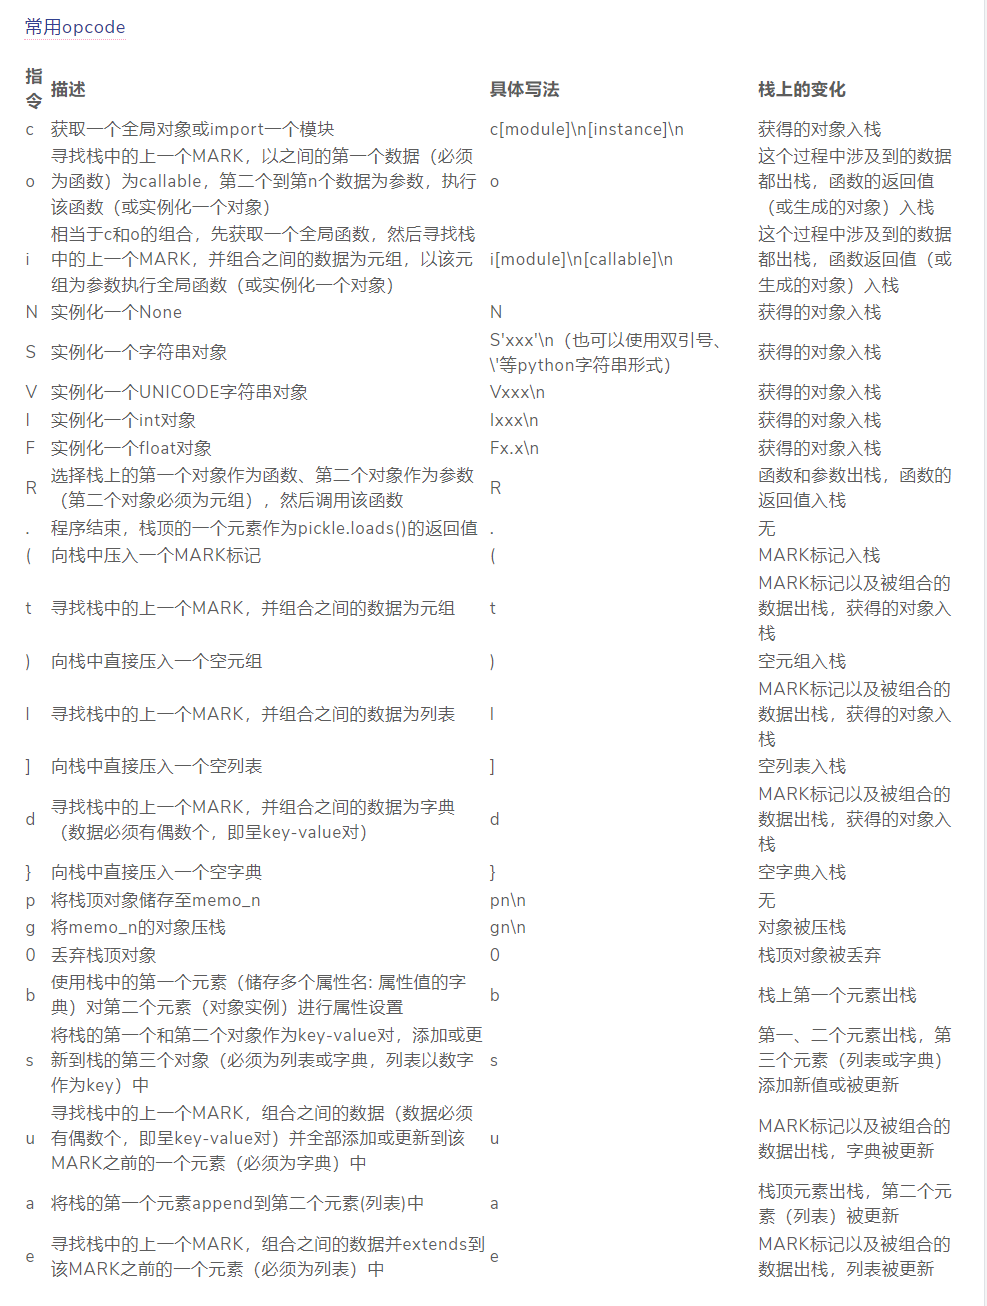 常用opcode
指令 描述 具体写法 栈上的变化
c 获取一个全局对象或import一个模块 c[module]\n[instance]\n 获得的对象入栈
寻找栈中的上一个MARK，以之间的第一个数据（必须 这个过程中涉及到的数据
o 为函数）为callable，第二个到第n个数据为参数，执行 o 都出栈，函数的返回值
该函数（或实例化一个对象） （或生成的对象）入栈
相当于c和o的组合，先获取一个全局函数，然后寻找栈 这个过程中涉及到的数据
i 中的上一个MARK，并组合之间的数据为元组，以该元 i[module]\n[callable]\n 都出栈，函数返回值（或
组为参数执行全局函数（或实例化一个对象） 生成的对象）入栈
N 实例化一个None N 获得的对象入栈
S 实例化一个字符串对象 S'xxx'\n（也可以使用双引号、 获得的对象入栈
\'等python字符串形式）
V 实例化一个UNICODE字符串对象 Vxxx\n 获得的对象入栈
I 实例化一个int对象 Ixxx\n 获得的对象入栈
F 实例化一个float对象 Fx.x\n 获得的对象入栈
选择栈上的第一个对象作为函数、第二个对象作为参数 函数和参数出栈，函数的
R （第二个对象必须为元组），然后调用该函数 R 返回值入栈
. 程序结束，栈顶的一个元素作为pickle.loads()的返回值 . 无
( 向栈中压入一个MARK标记 ( MARK标记入栈
MARK标记以及被组合的
t 寻找栈中的上一个MARK，并组合之间的数据为元组 t 数据出栈，获得的对象入
栈
) 向栈中直接压入一个空元组 ) 空元组入栈
MARK标记以及被组合的
l 寻找栈中的上一个MARK，并组合之间的数据为列表 l 数据出栈，获得的对象入
栈
] 向栈中直接压入一个空列表 ] 空列表入栈
寻找栈中的上一个MARK，并组合之间的数据为字典 MARK标记以及被组合的
d （数据必须有偶数个，即呈key-value对） d 数据出栈，获得的对象入
栈
} 向栈中直接压入一个空字典 } 空字典入栈
p 将栈顶对象储存至memo_n pn\n 无
g 将memo_n的对象压栈 gn\n 对象被压栈
0 丢弃栈顶对象 0 栈顶对象被丢弃
使用栈中的第一个元素（储存多个属性名: 属性值的字
b 典）对第二个元素（对象实例）进行属性设置 b 栈上第一个元素出栈
将栈的第一个和第二个对象作为key-value对，添加或更 第一、二个元素出栈，第
s 新到栈的第三个对象（必须为列表或字典，列表以数字 s 三个元素（列表或字典）
作为key）中 添加新值或被更新
寻找栈中的上一个MARK，组合之间的数据（数据必须 MARK标记以及被组合的
u 有偶数个，即呈key-value对）并全部添加或更新到该 u 数据出栈，字典被更新
MARK之前的一个元素（必须为字典）中
a 将栈的第一个元素append到第二个元素(列表)中 a 栈顶元素出栈，第二个元
素（列表）被更新
寻找栈中的上一个MARK，组合之间的数据并extends到 MARK标记以及被组合的
e 该MARK之前的一个元素（必须为列表）中 e 数据出栈，列表被更新